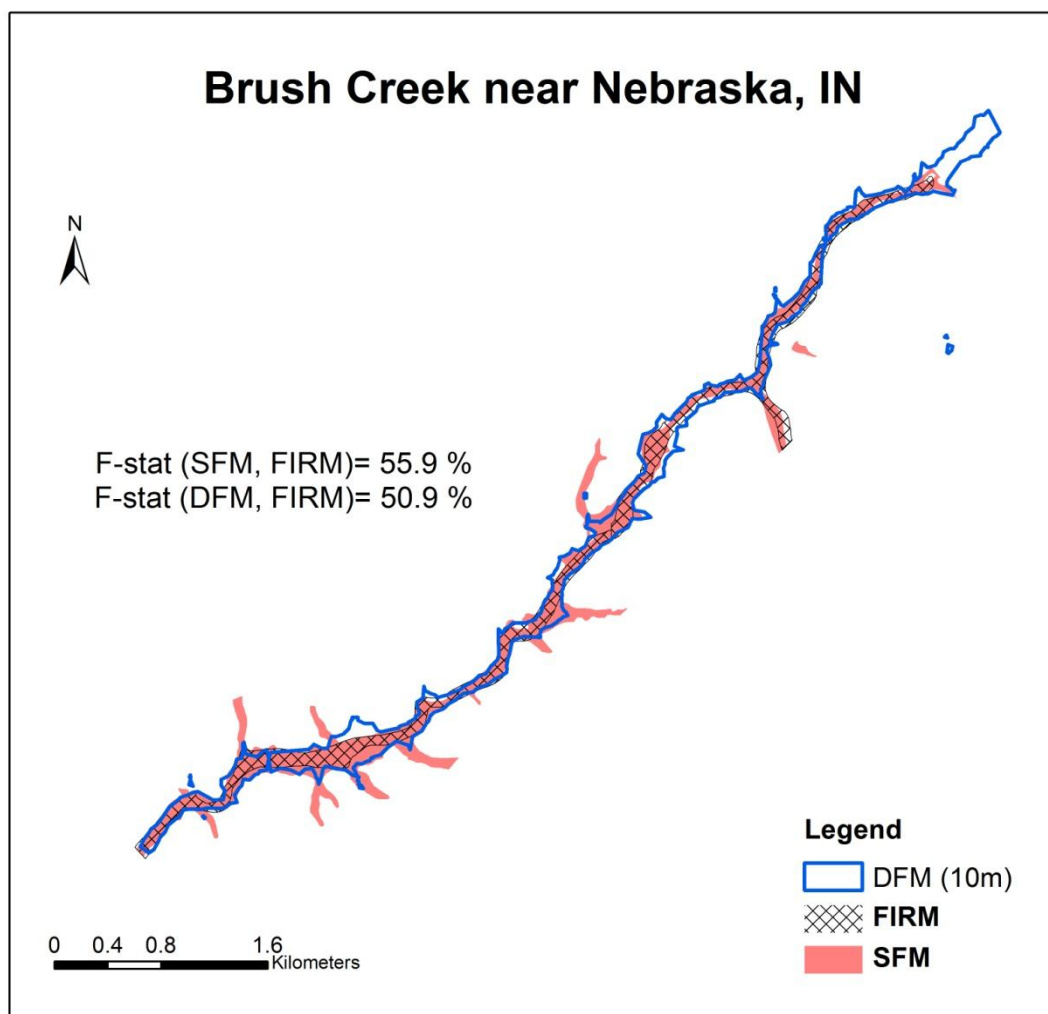 Brush Creek near Nebraska, IN
N
F-stat (SFM, FIRM)= 55.9 %
F-stat (DFM, FIRM)= 50.9 %
Legend
DFM (10m)
FIRM
SFM
0 0.4 0.8 1.6
Kilometers